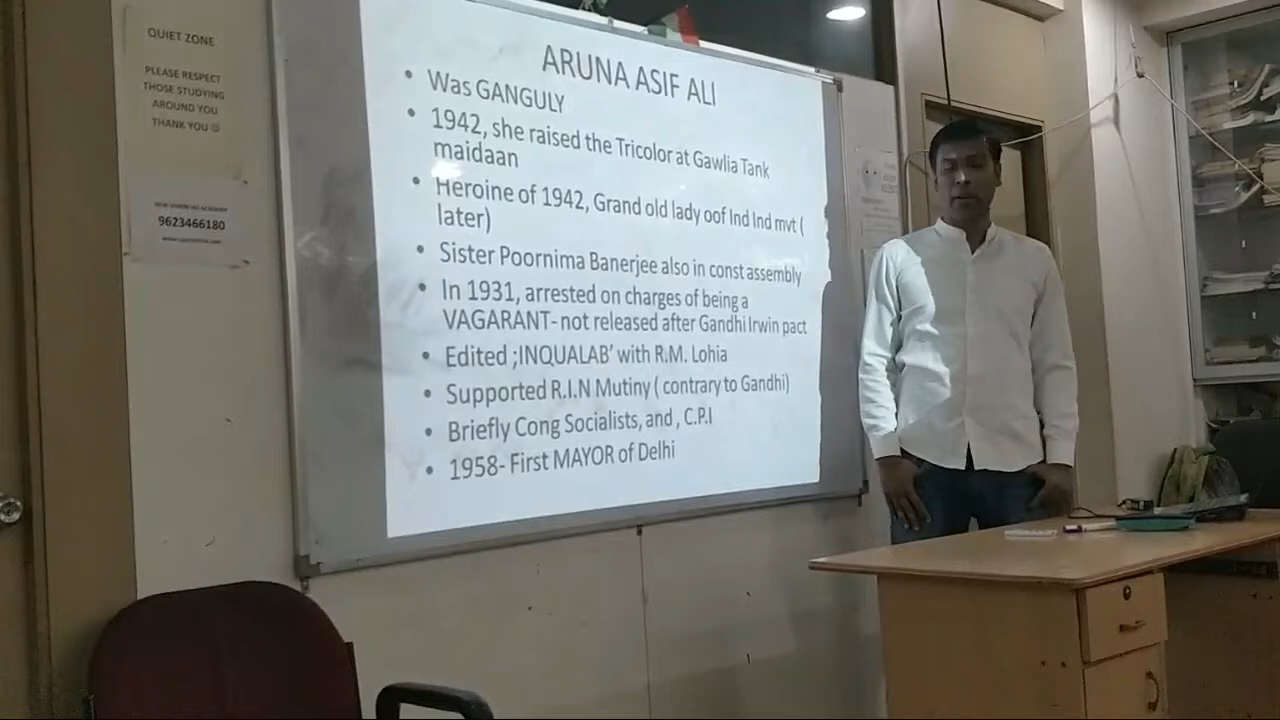 QUIET ZONE
PLEASE RESPECT
THOSE STUDYING
AROUND YOU
THANK YOU ☺
9623466180
ARUNA ASIF ALI
• Was GANGULY
• 1942, she raised the Tricolor at Gawlia Tank
maidaan
• Heroine of 1942, Grand old lady oof Ind Ind mvt (
later)
• Sister Poornima Banerjee also in const assembly
• In 1931, arrested on charges of being a
VAGARANT- not released after Gandhi Irwin pact
• Edited ;INQUALAB’ with R.M. Lohia
• Supported R.I.N Mutiny ( contrary to Gandhi)
• Briefly Cong Socialists, and , C.P.I
• 1958- First MAYOR of Delhi